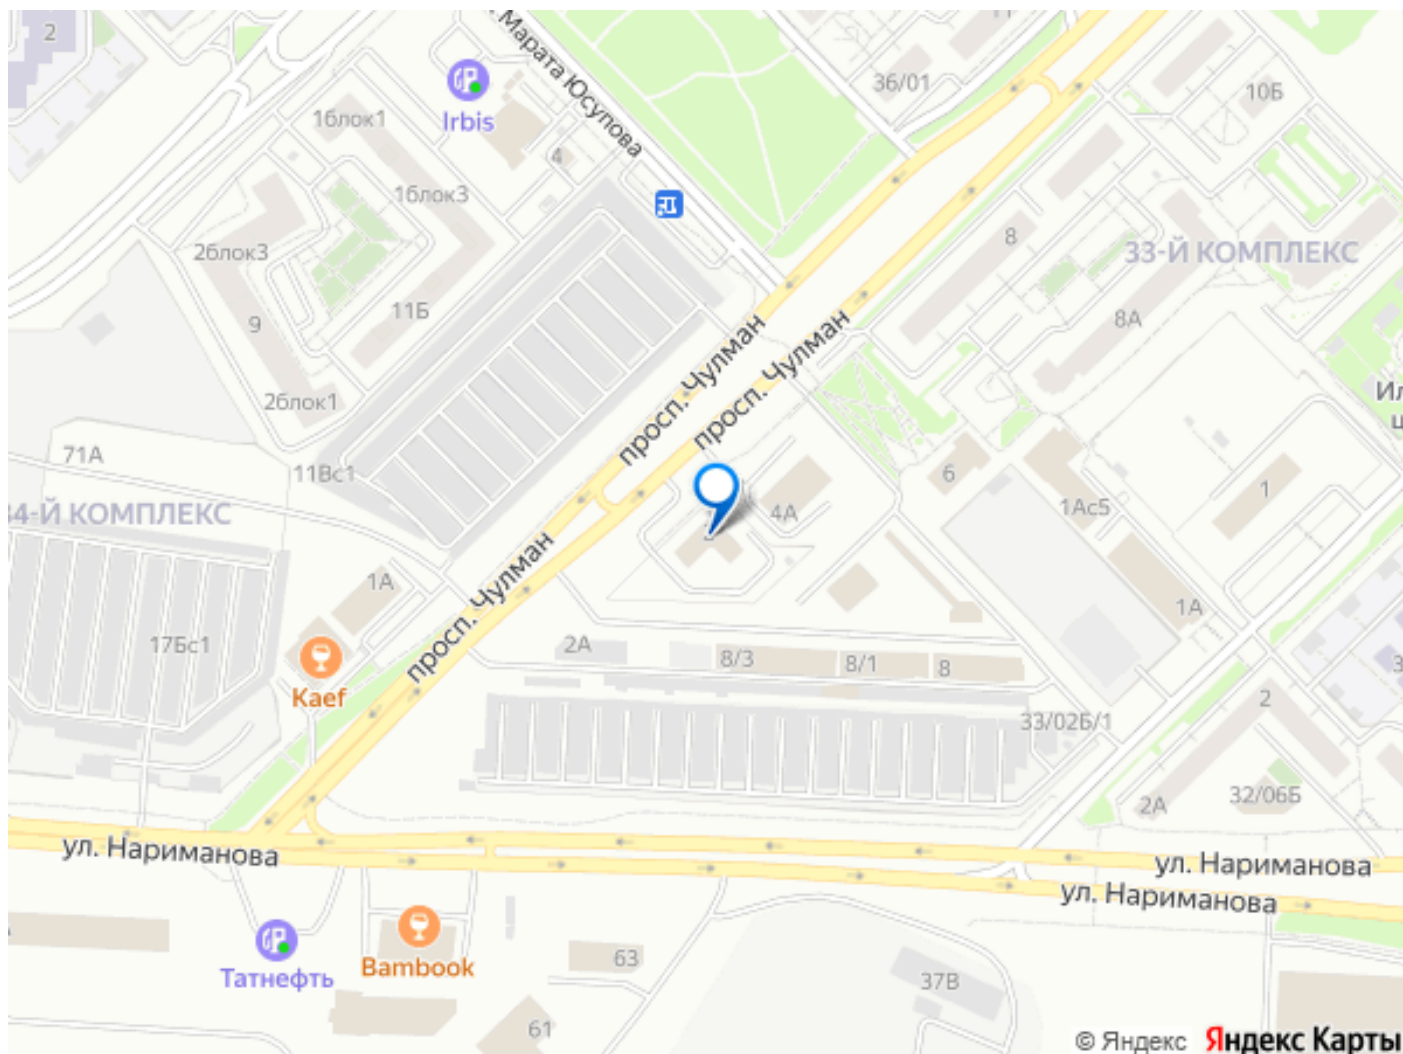 2
Марата Юсупова
36/01
10Б
1блок1
Irbis
4
1блок3
2блок3
8
33-Й КОМПЛЕКС
11Б
9
8А
просп. Чулман
просп. Чулман
2блок1
71А
11Вс1
6
1
1Ас5
34-Й КОМПЛЕКС
4А
просп. Чулман
1А
1А
17Бс1
2А
8/3
8/1
8
Kaef
2
33/02Б/1
2А
32/06Б
ул. Нариманова
ул. Нариманова
ул. Нариманова
Татнефть
Bambook
63
37В
61
© Яндекс Яндекс Карты